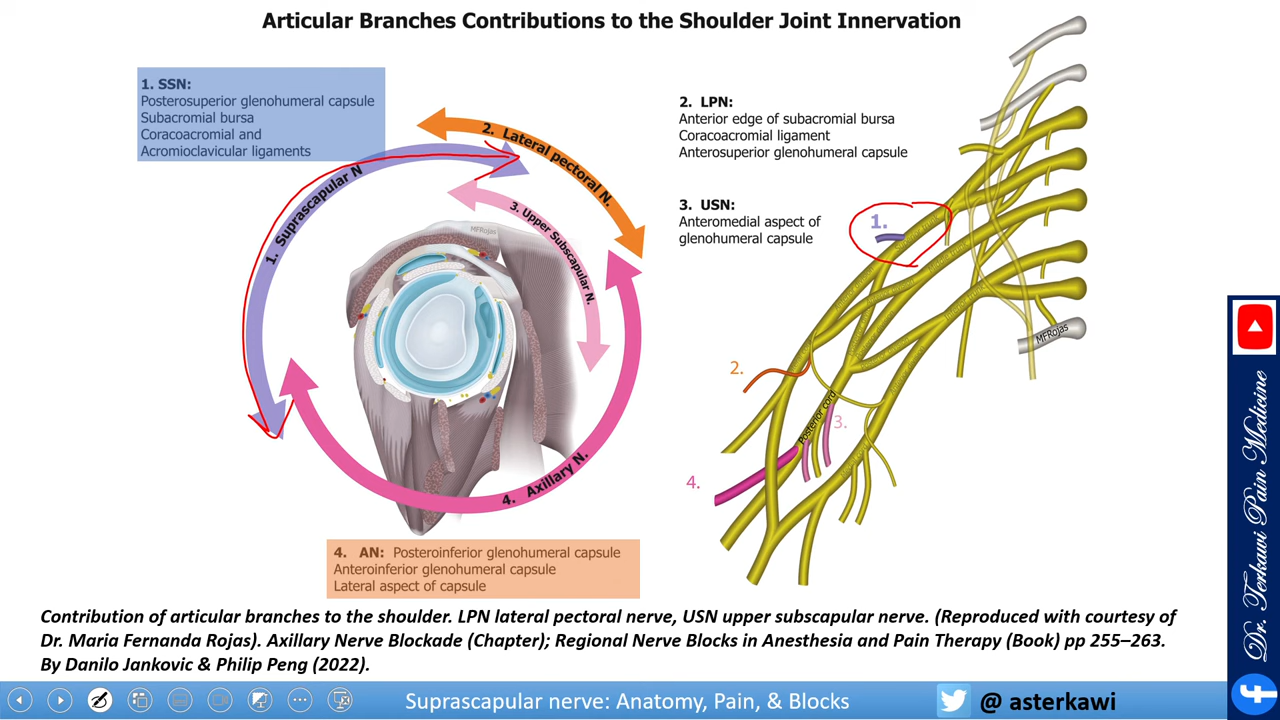 Articular Branches Contributions to the Shoulder Joint Innervation
1. SSN:
Posterosuperior glenohumeral capsule
Subacromial bursa
Coracoacromial and
Acromioclavicular ligaments
2. Lateral pectoral N.
1. Suprascapular N
3. Upper Subscapular N.
MFRojas
4. Axillary N.
4. AN: Posteroinferior glenohumeral capsule
Anteroinferior glenohumeral capsule
Lateral aspect of capsule
2. LPN:
Anterior edge of subacromial bursa
Coracoacromial ligament
Anterosuperior glenohumeral capsule
3. USN:
Anteromedial aspect of
glenohumeral capsule
1.
MFRojas
2.
Posterior cord
3.
4.
Contribution of articular branches to the shoulder. LPN lateral pectoral nerve, USN upper subscapular nerve. (Reproduced with courtesy of
Dr. Maria Fernanda Rojas). Axillary Nerve Blockade (Chapter); Regional Nerve Blocks in Anesthesia and Pain Therapy (Book) pp 255–263.
By Danilo Jankovic & Philip Peng (2022).
Suprascapular nerve: Anatomy, Pain, & Blocks
@ asterkawi
Dr. Terkawi Pain Medicine